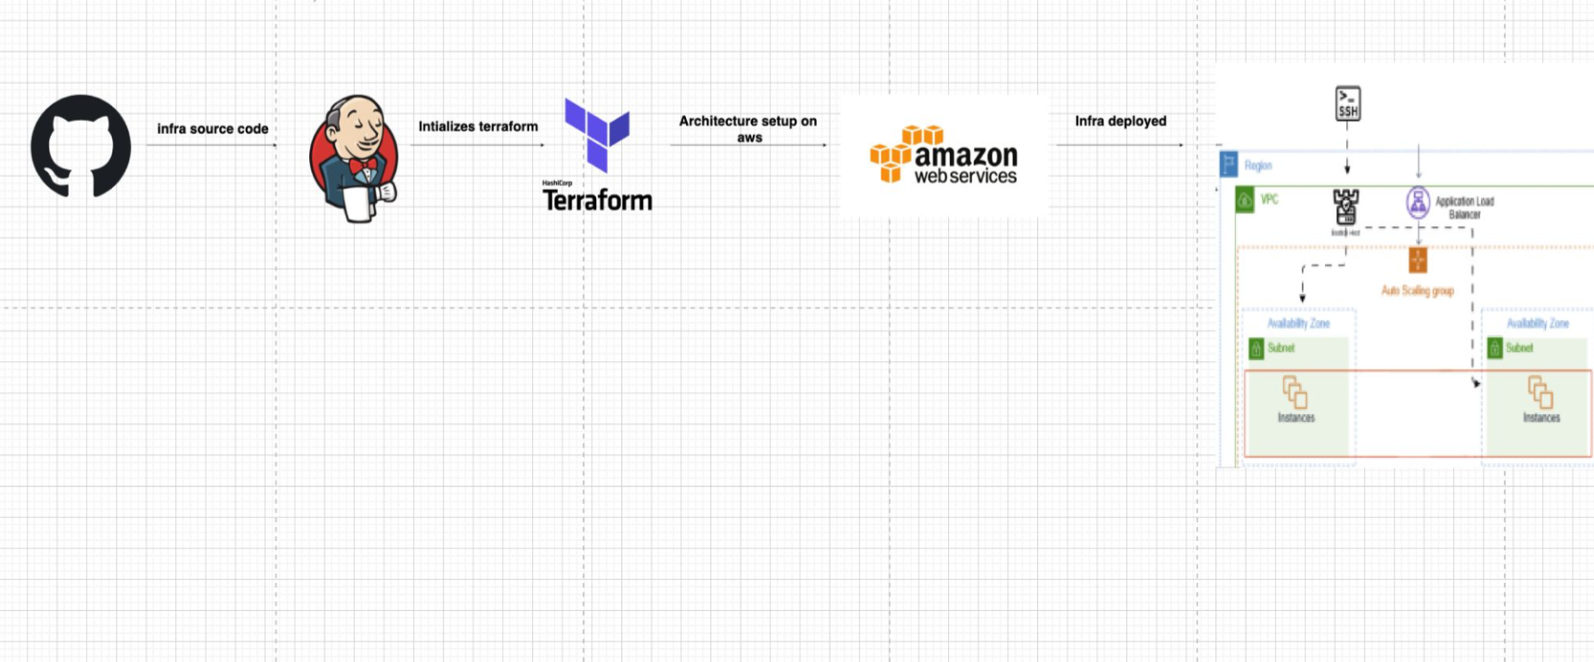 infra source code
Intializes terraform
HashiCorp
Terraform
Architecture setup on
aws
amazon
web services
Infra deployed
>_
SSH
Region
VPC
Application Load
Balancer
Auto Scaling group
Availability Zone
Subnet
Instances
Availability Zone
Subnet
Instances